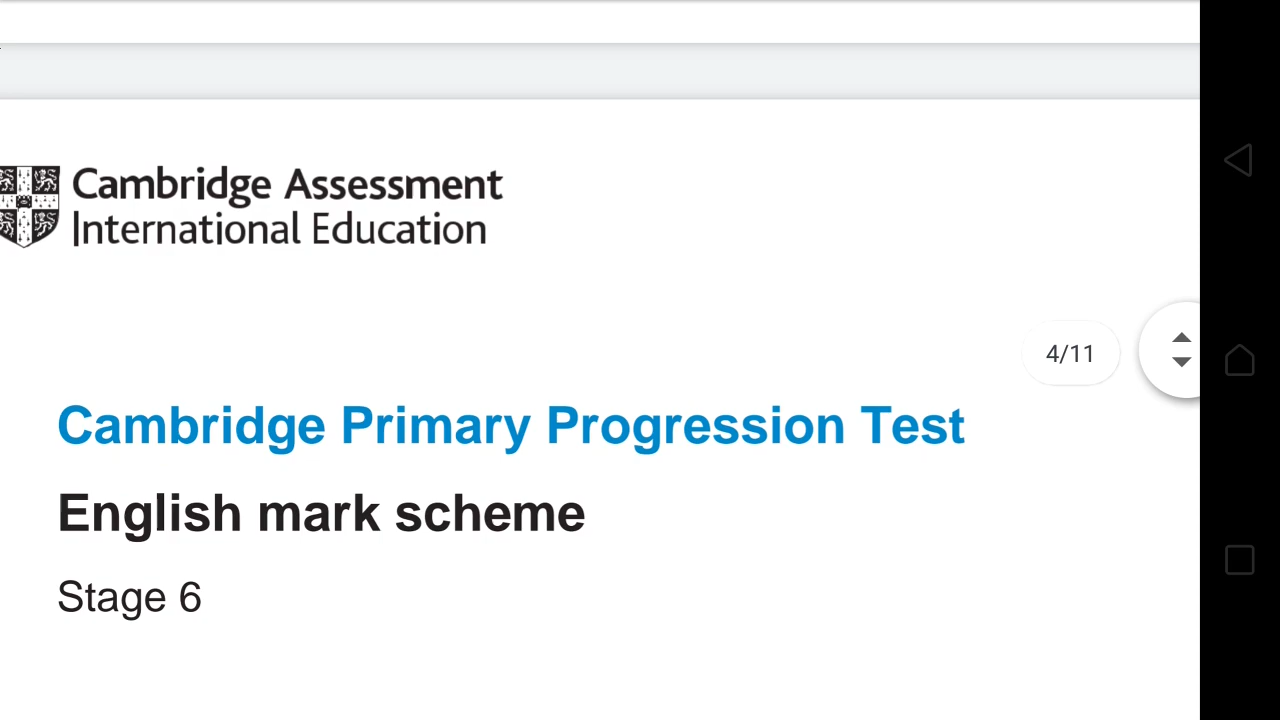 Cambridge Assessment
International Education
4/11
Cambridge Primary Progression Test
English mark scheme
Stage 6